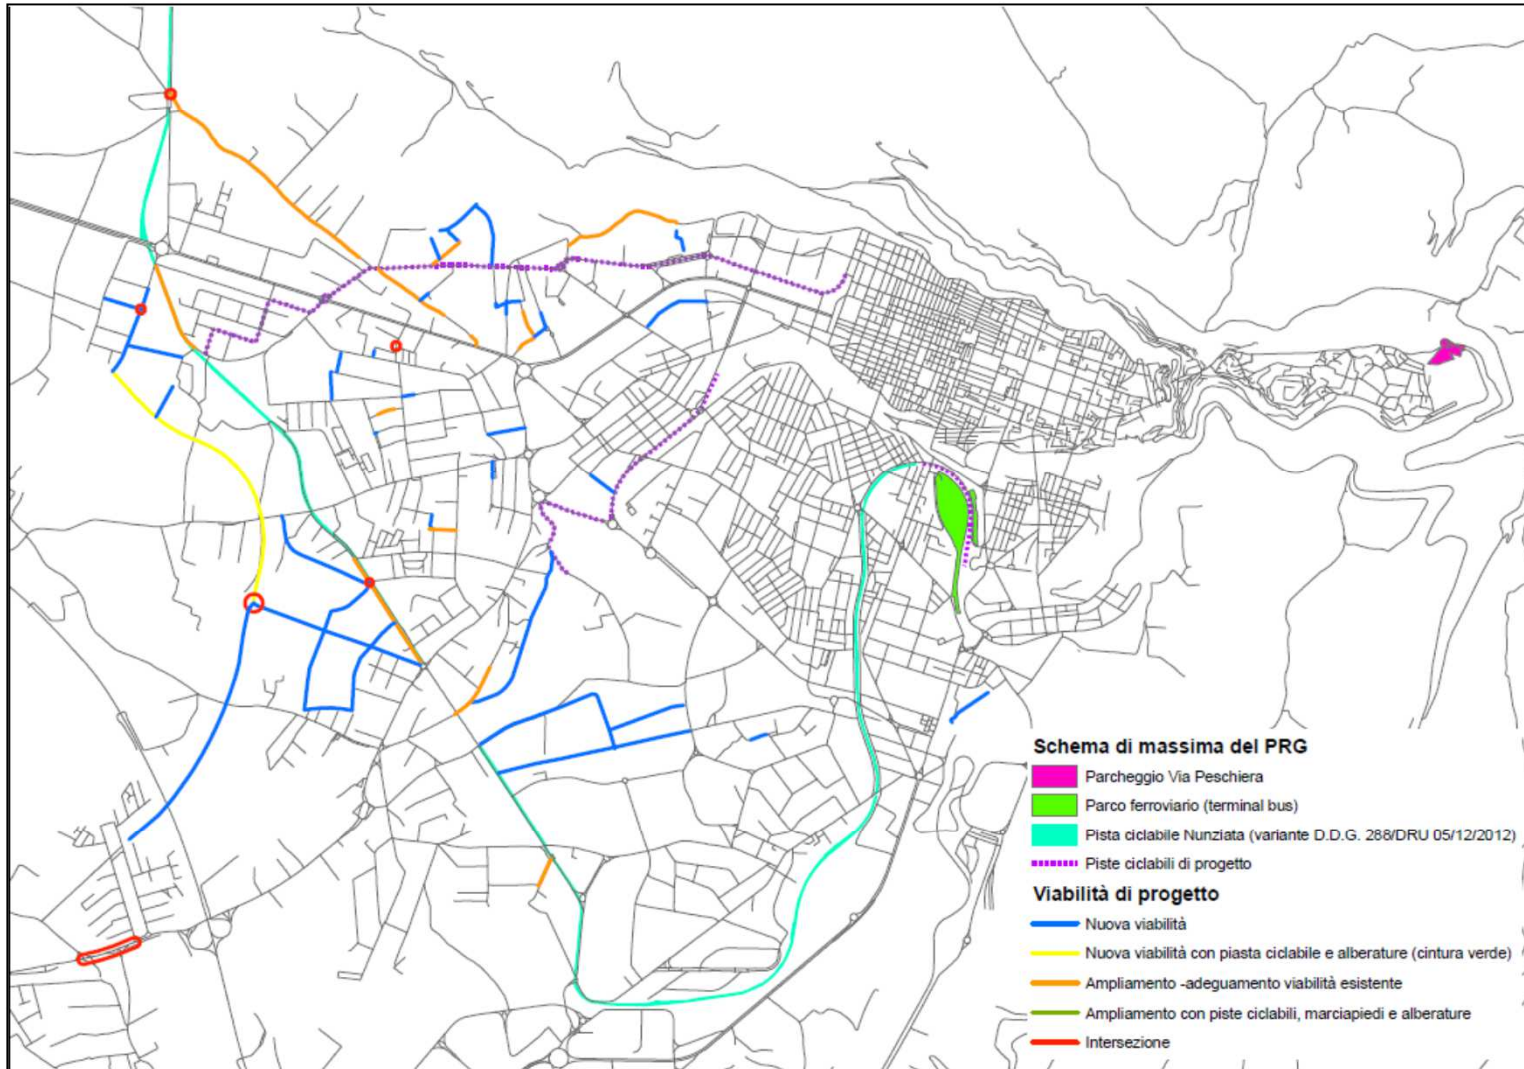 Schema di massima del PRG
Parcheggio Via Peschiera
Parco ferroviario (terminal bus)
Pista ciclabile Nunziata (variante D.D.G. 288/DRU 05/12/2012)
Piste ciclabili di progetto
Viabilità di progetto
Nuova viabilità
Nuova viabilità con piasta ciclabile e alberature (cintura verde)
Ampliamento -adeguamento viabilità esistente
Ampliamento con piste ciclabili, marciapiedi e alberature
Intersezione